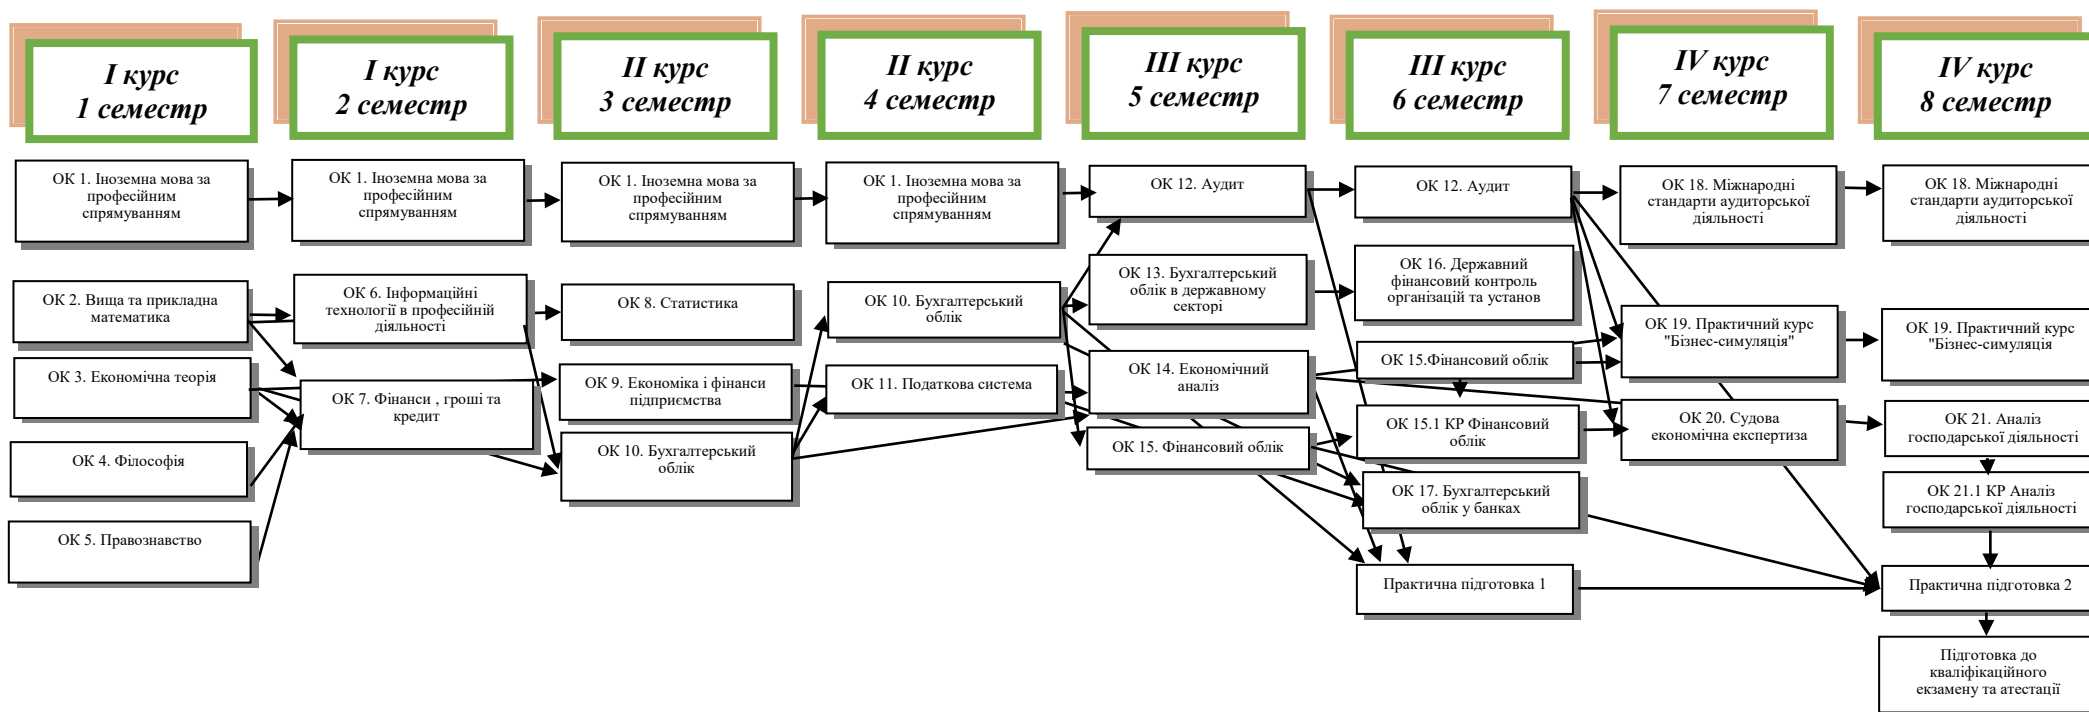 I курс
1 семестр
I курс
2 семестр
II курс
3 семестр
II курс
4 семестр
III курс
5 семестр
III курс
6 семестр
IV курс
7 семестр
IV курс
8 семестр
ОК 1. Іноземна мова за
професійним
спрямуванням
ОК 2. Вища та прикладна
математика
ОК 3. Економічна теорія
ОК 4. Філософія
ОК 5. Правознавство
ОК 1. Іноземна мова за
професійним
спрямуванням
ОК 6. Інформаційні
технології в професійній
діяльності
ОК 7. Фінанси , гроші та
кредит
ОК 1. Іноземна мова за
професійним
спрямуванням
ОК 8. Статистика
ОК 9. Економіка і фінанси
підприємства
ОК 10. Бухгалтерський
облік
ОК 1. Іноземна мова за
професійним
спрямуванням
ОК 10. Бухгалтерський
облік
ОК 11. Податкова система
ОК 12. Аудит
ОК 13. Бухгалтерський
облік в державному
секторі
ОК 14. Економічний
аналіз
ОК 15. Фінансовий облік
ОК 12. Аудит
ОК 16. Державний
фінансовий контроль
організацій та установ
ОК 15.Фінансовий облік
ОК 15.1 КР Фінансовий
облік
ОК 17. Бухгалтерський
облік у банках
Практична підготовка 1
ОК 18. Міжнародні
стандарти аудиторської
діяльності
ОК 19. Практичний курс
"Бізнес-симуляція"
ОК 20. Судова
економічна експертиза
ОК 18. Міжнародні
стандарти аудиторської
діяльності
ОК 19. Практичний курс
"Бізнес-симуляція
ОК 21. Аналіз
господарської діяльності
ОК 21.1 КР Аналіз
господарської діяльності
Практична підготовка 2
Підготовка до
кваліфікаційного
екзамену та атестації